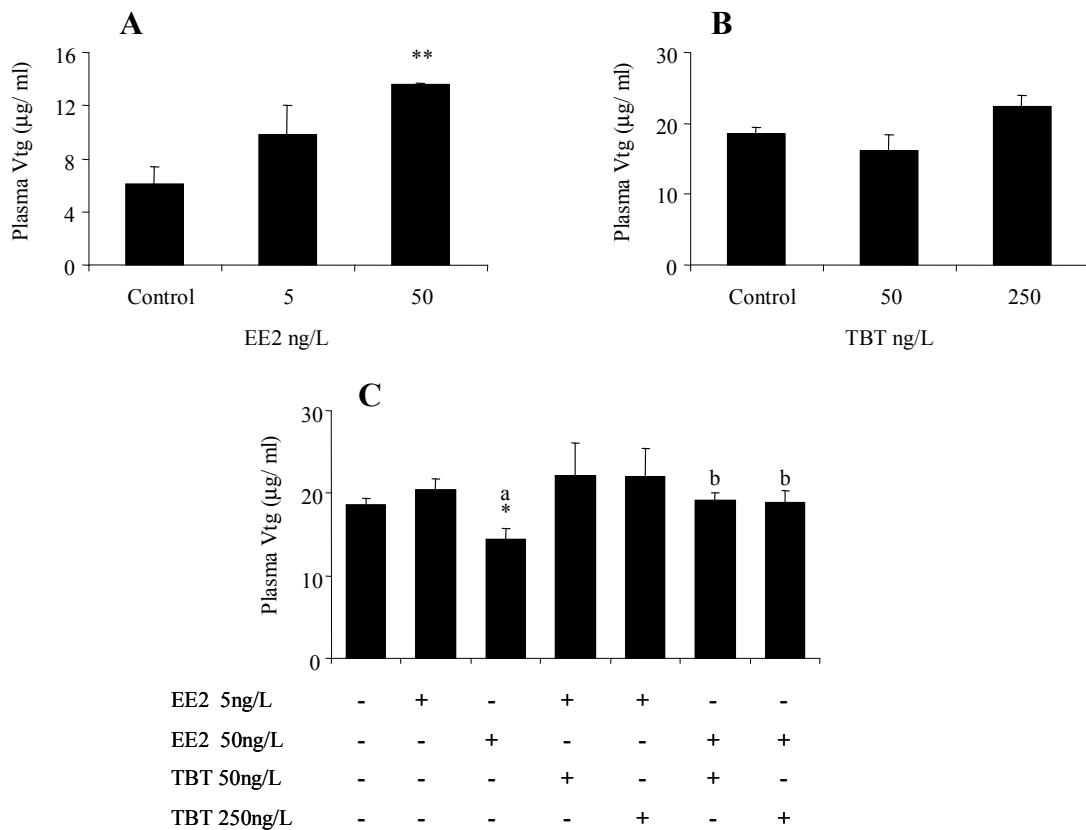 A
B
Plasma Vtg (µg/ ml)
16
12
8
4
0
**
Control 5 50
EE2 ng/L
Plasma Vtg (µg/ ml)
30
20
10
0
Control 50 250
TBT ng/L
C
Plasma Vtg (µg/ ml)
30
20
10
0
a
*
b b
EE2 5ng/L - + - + + - -
EE2 50ng/L - - + - - + +
TBT 50ng/L - - - + - + -
TBT 250ng/L - - - - + - +